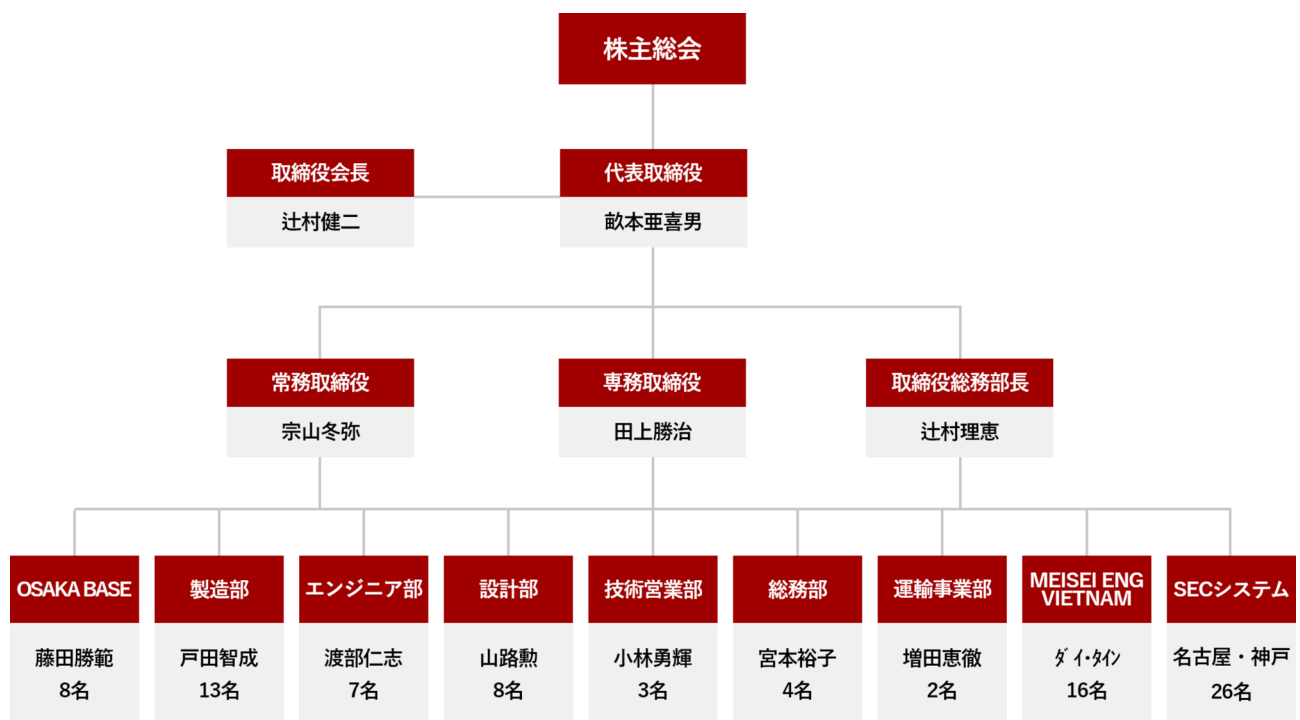 株主総会
取締役会長
辻村健二
代表取締役
畝本亜喜男
常務取締役
宗山冬弥
専務取締役
田上勝治
取締役総務部長
辻村理恵
OSAKA BASE
藤田勝範
8名
製造部
戸田智成
13名
エンジニア部
渡部仁志
7名
設計部
山路勲
8名
技術営業部
小林勇輝
3名
総務部
宮本裕子
4名
運輸事業部
増田恵徹
2名
MEISEI ENG
VIETNAM
ﾀﾞｲ・ﾀｲﾝ
16名
SECシステム
名古屋・神戸
26名